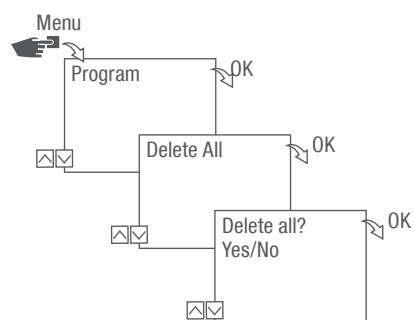 Menu
OK
Program
OK
Delete All
OK
Delete all?
Yes/No